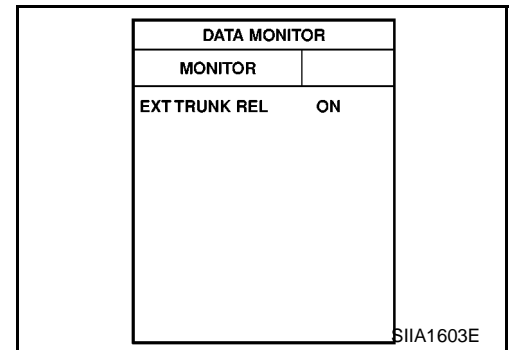 DATA MONITOR
MONITOR
EXT TRUNK REL ON
SIIA1603E